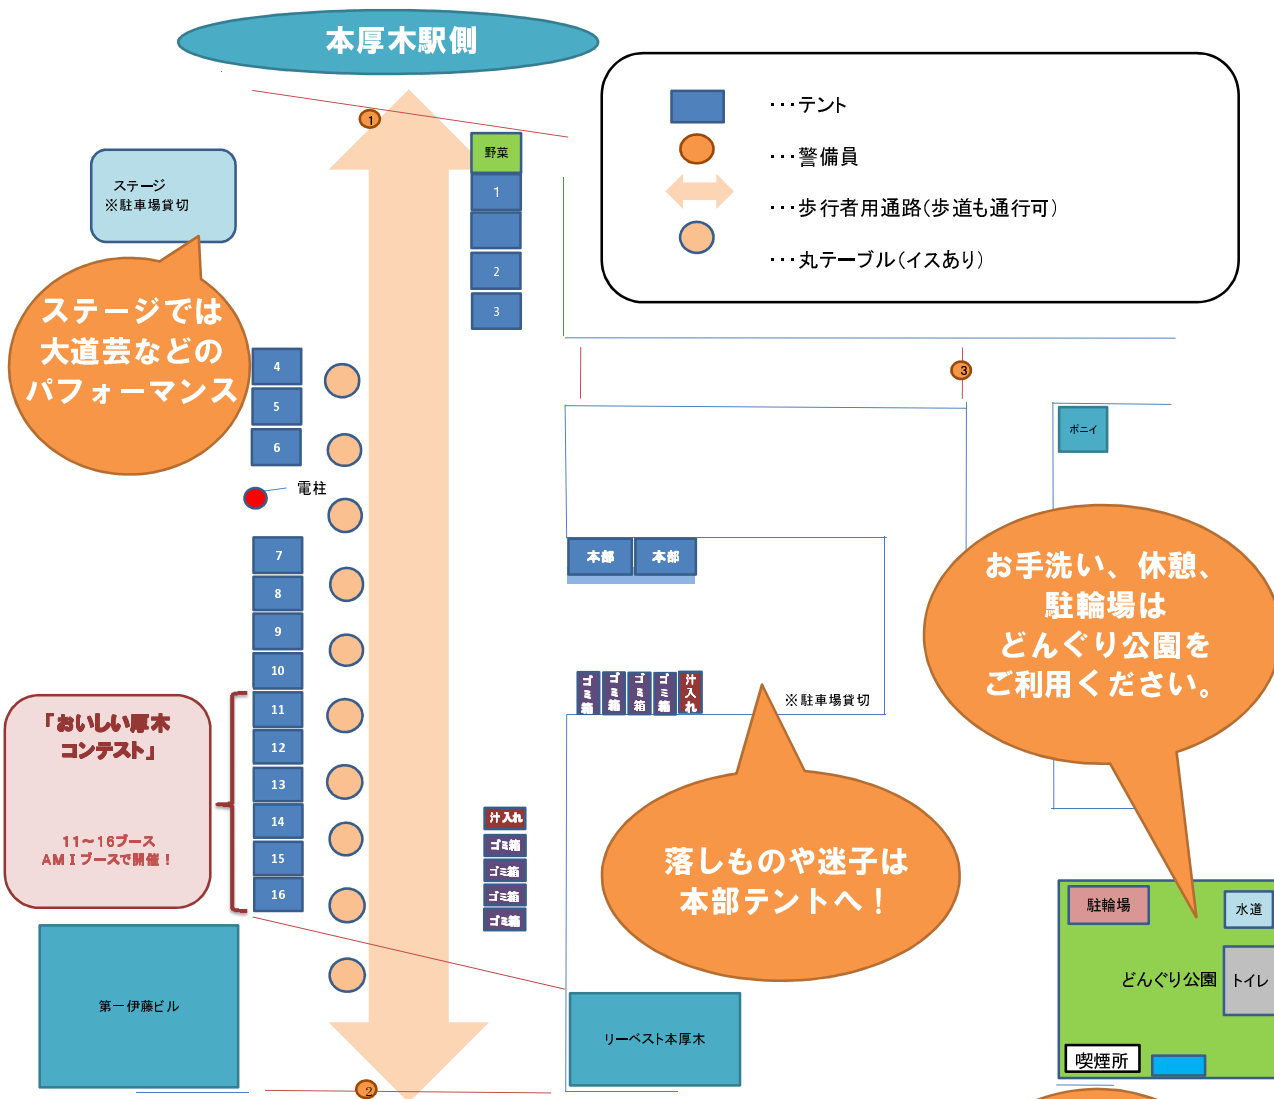 本厚木駅側
・・・テント
・・・警備員
・・・歩行者用通路(歩道も通行可)
・・・丸テーブル(イスあり)
1
野菜
1
2
3
ステージ
※駐車場貸切
ステージでは
大道芸などの
パフォーマンス
4
5
6
電柱
3
ポニイ
7
8
9
10
11
12
13
14
15
16
本部
本部
ゴミ箱
ゴミ箱
ゴミ箱
ゴミ箱
汁入れ
※駐車場貸切
お手洗い、休憩、
駐輪場は
どんぐり公園を
ご利用ください。
「おいしい厚木
コンテスト」
11～16ブース
AMIブースで開催！
汁入れ
ゴミ箱
ゴミ箱
ゴミ箱
ゴミ箱
落しものや迷子は
本部テントへ！
第一伊藤ビル
リーベスト本厚木
2
駐輪場
水道
どんぐり公園
トイレ
喫煙所